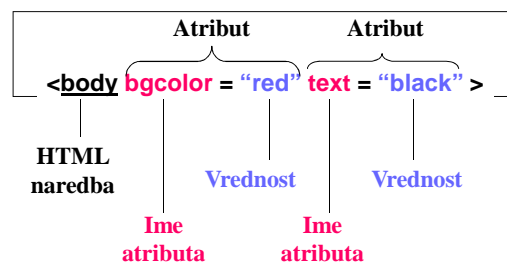 Atribut Atribut
<body bgcolor = “red” text = “black” >
HTML
naredba
Vrednost Vrednost
Ime
atributa
Ime
atributa